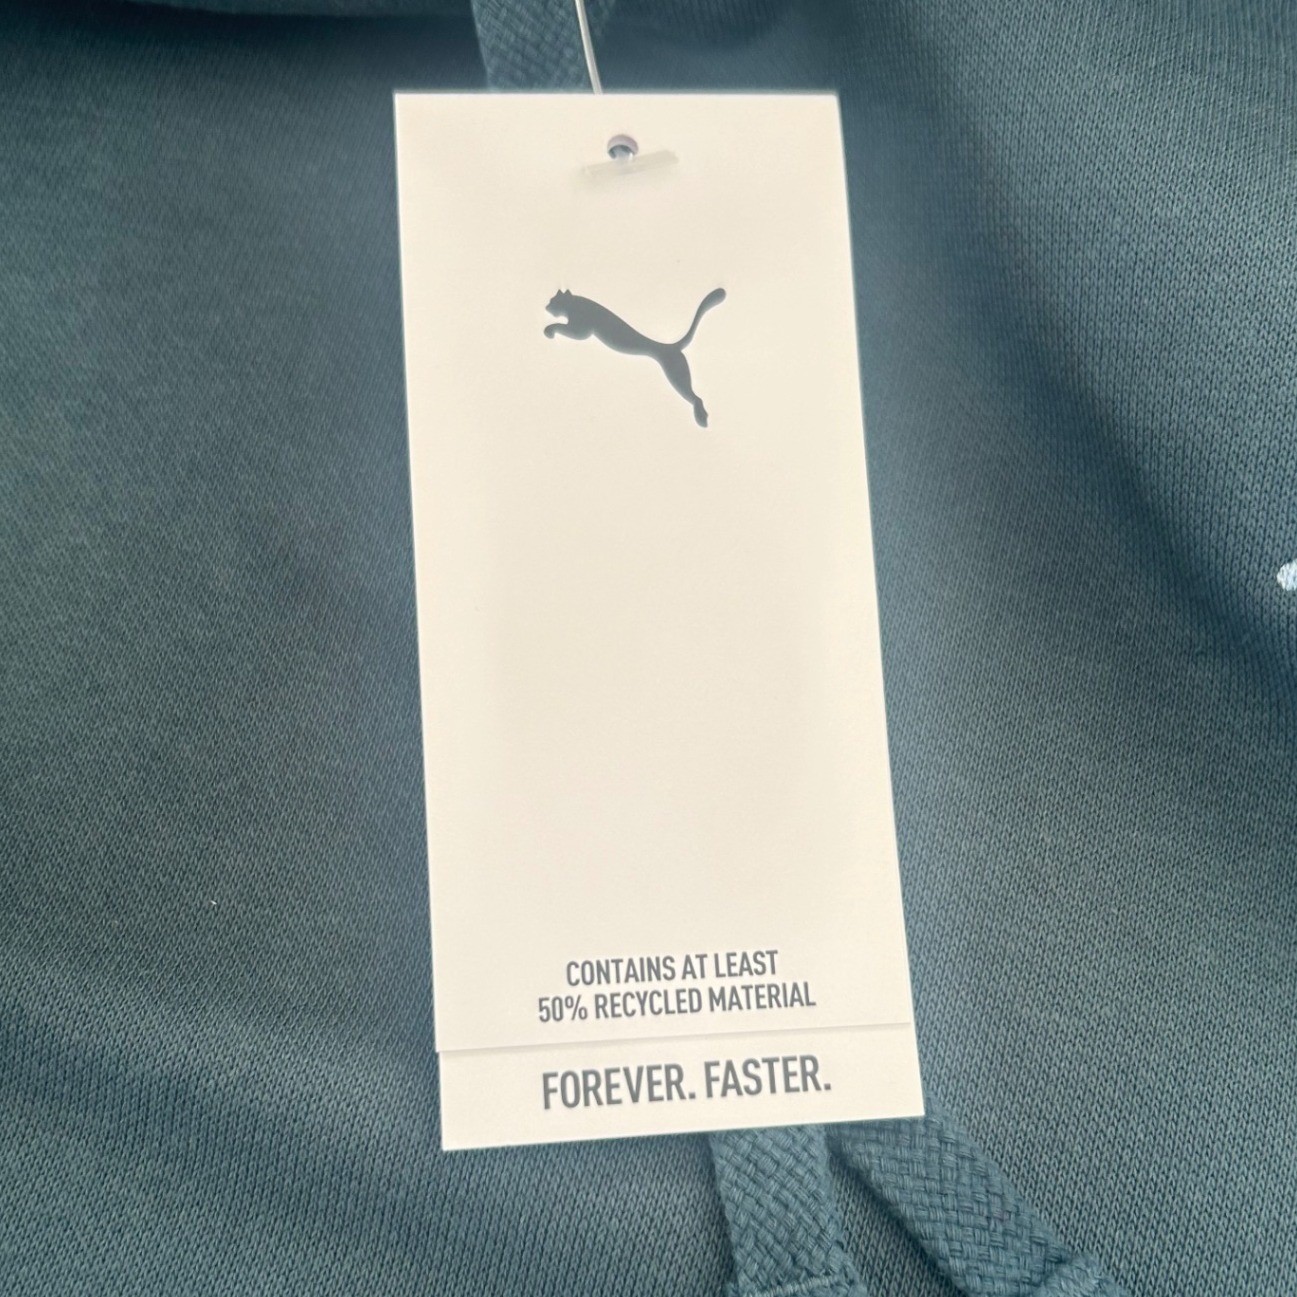 CONTAINS AT LEAST
50% RECYCLED MATERIAL
FOREVER. FASTER.